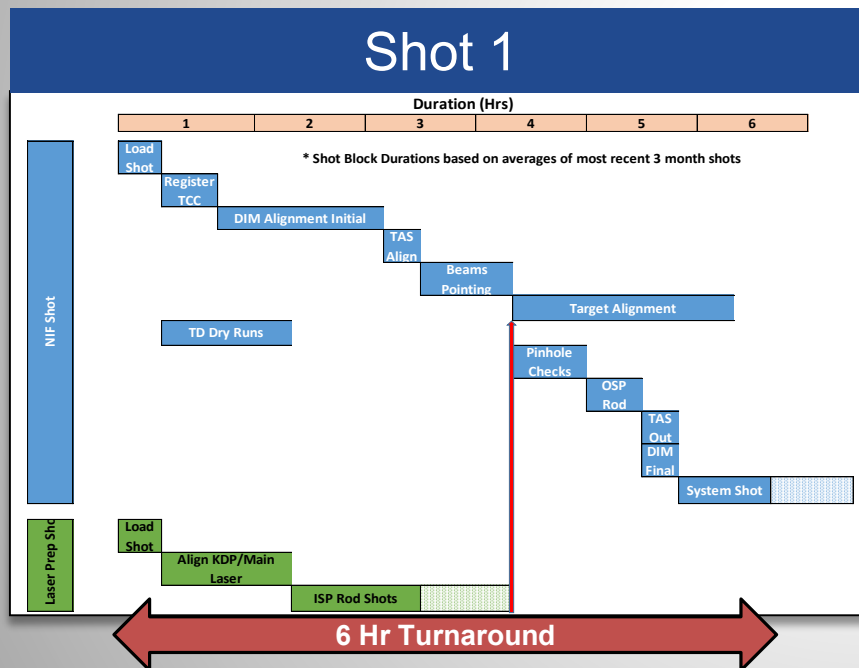 Shot 1
Duration (Hrs)
1 2 3 4 5 6
* Shot Block Durations based on averages of most recent 3 month shots
NIF Shot
Load
Shot
Register
TCC
DIM Alignment Initial
TAS
Align
Beams
Pointing
Target Alignment
TD Dry Runs
Pinhole
Checks
OSP
Rod
TAS
Out
DIM
Final
System Shot
Laser Prep Sho
Load
Shot
Align KDP/Main
Laser
ISP Rod Shots
6 Hr Turnaround